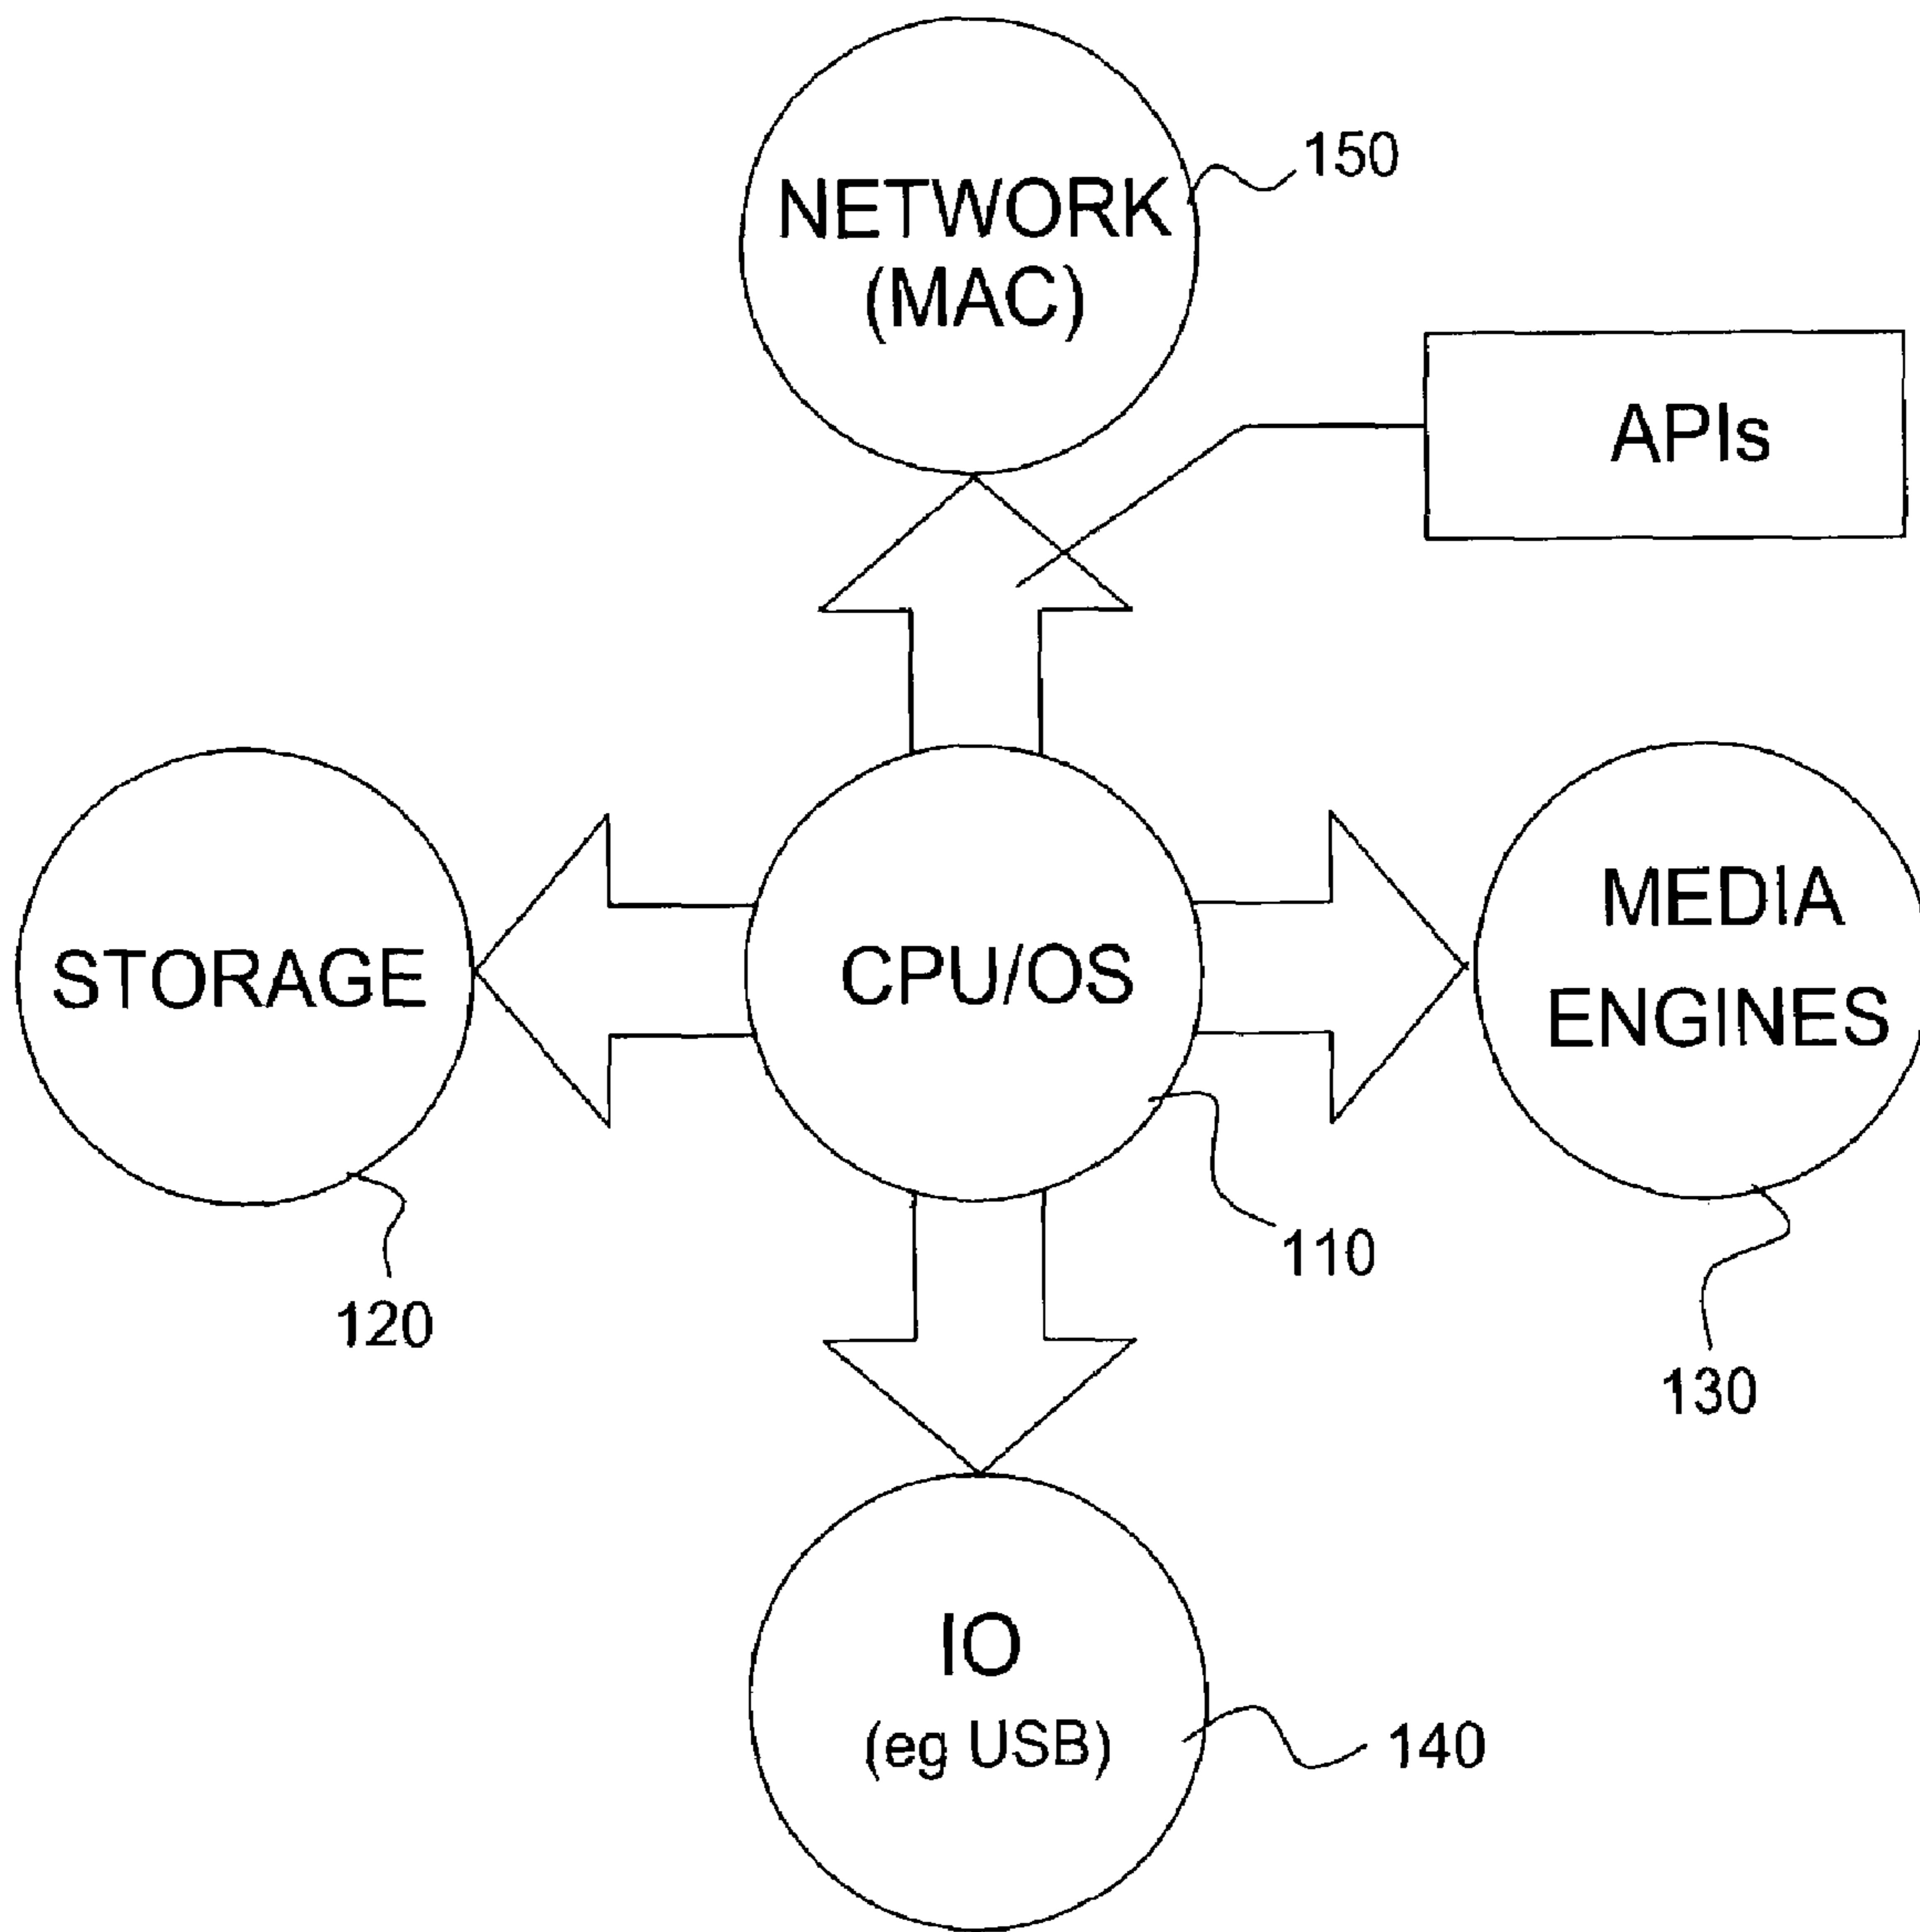 150
NETWORK
(MAC)
APIs
STORAGE
CPU/OS
MEDIA
ENGINES
110
120
130
IO
(eg USB)
140